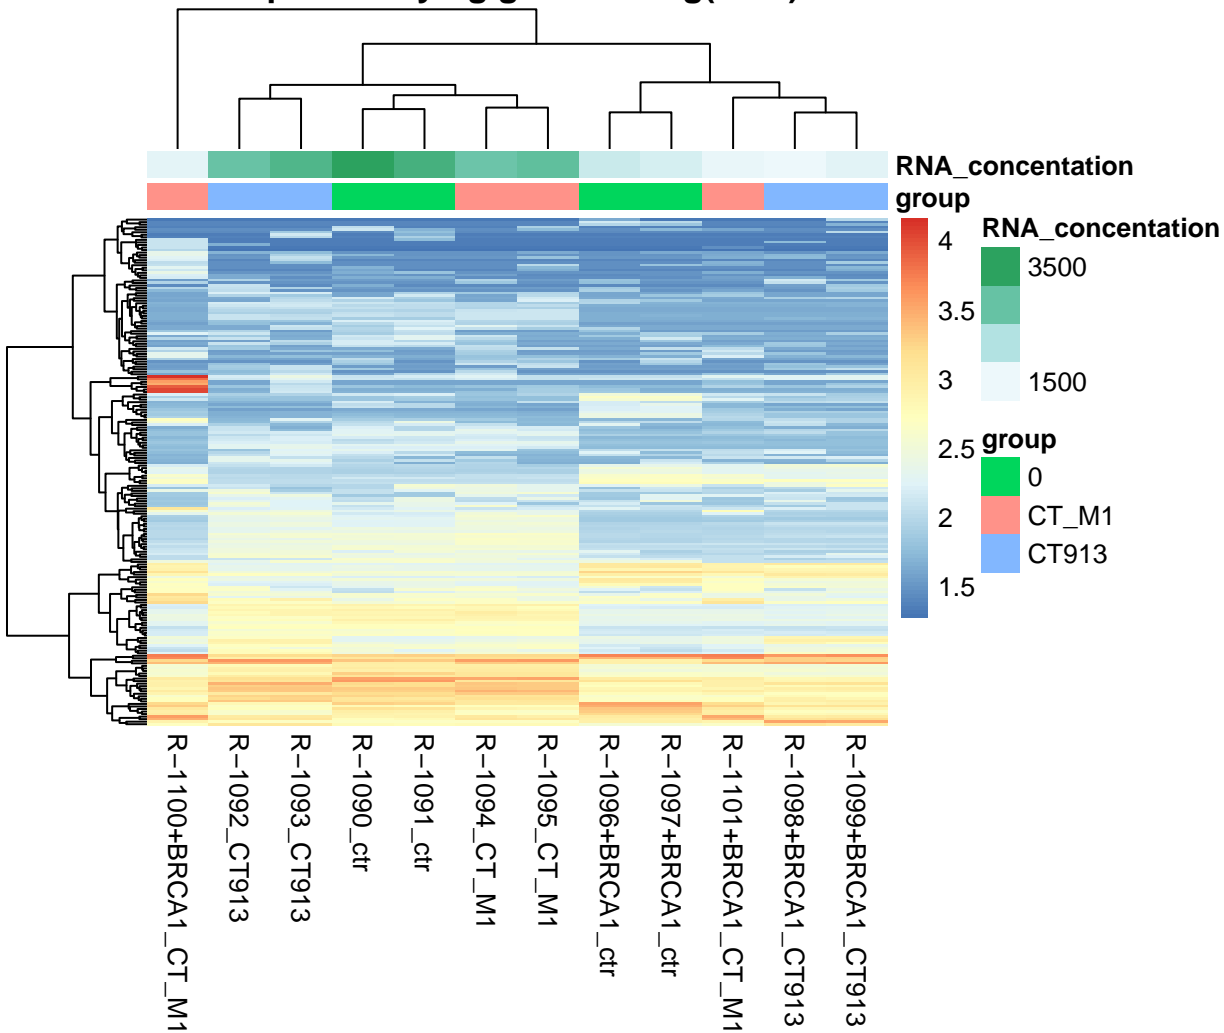 RNA_concentation
group
4
3.5
3
2.5
2
1.5
RNA_concentation
3500
1500
group
0
CT_M1
CT913
R−1100+BRCA1_CT_M1
R−1092_CT913
R−1093_CT913
R−1090_ctr
R−1091_ctr
R−1094_CT_M1
R−1095_CT_M1
R−1096+BRCA1_ctr
R−1097+BRCA1_ctr
R−1101+BRCA1_CT_M1
R−1098+BRCA1_CT913
R−1099+BRCA1_CT913